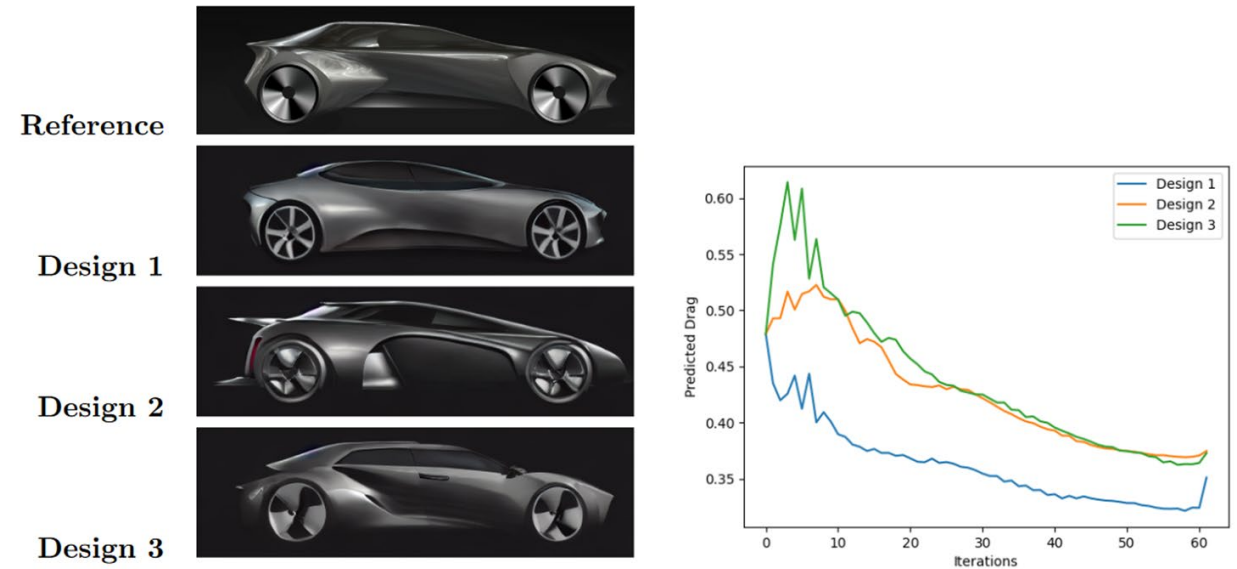 Reference
Design 1
Design 2
Design 3
Predicted Drag
0.60
0.55
0.50
0.45
0.40
0.35
Design 1
Design 2
Design 3
0 10 20 30 40 50 60
Iterations